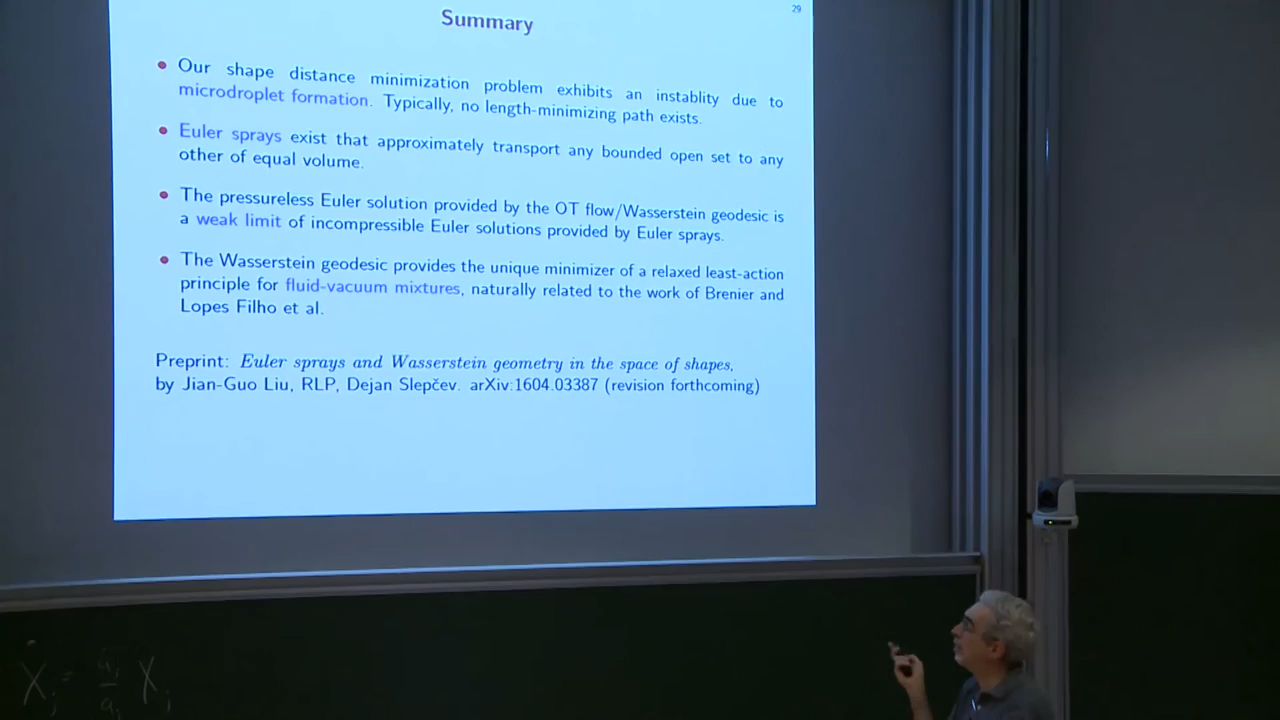 29
Summary
• Our shape distance minimization problem exhibits an instablity due to
microdroplet formation. Typically, no length-minimizing path exists.
• Euler sprays exist that approximately transport any bounded open set to any
other of equal volume.
• The pressureless Euler solution provided by the OT flow/Wasserstein geodesic is
a weak limit of incompressible Euler solutions provided by Euler sprays.
• The Wasserstein geodesic provides the unique minimizer of a relaxed least-action
principle for fluid-vacuum mixtures, naturally related to the work of Brenier and
Lopes Filho et al.
Preprint: Euler sprays and Wasserstein geometry in the space of shapes,
by Jian-Guo Liu, RLP, Dejan Slepčev. arXiv:1604.03387 (revision forthcoming)